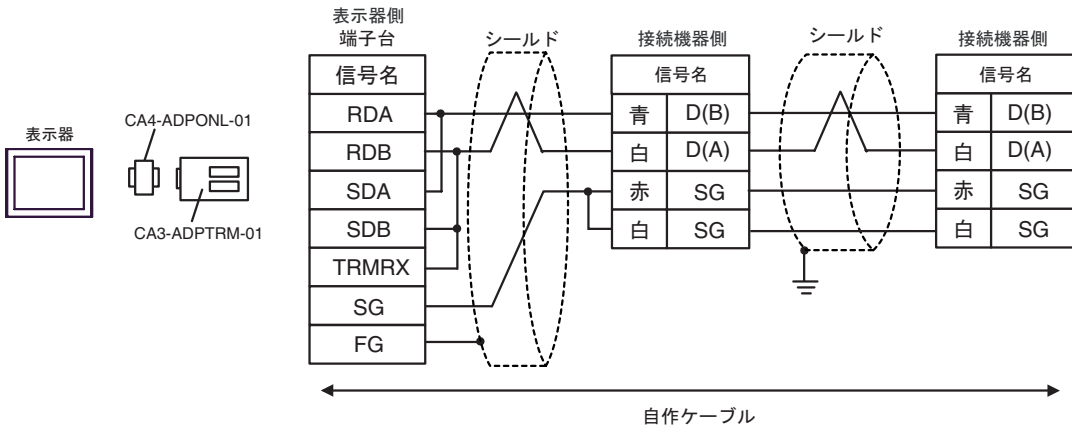 表示器
CA4-ADPONL-01
CA3-ADPTRM-01
表示器側
端子台
信号名
RDA
RDB
SDA
SDB
TRMRX
SG
FG
シールド
接続機器側
信号名
青 D(B)
白 D(A)
赤 SG
白 SG
シールド
接続機器側
信号名
青 D(B)
白 D(A)
赤 SG
白 SG
自作ケーブル